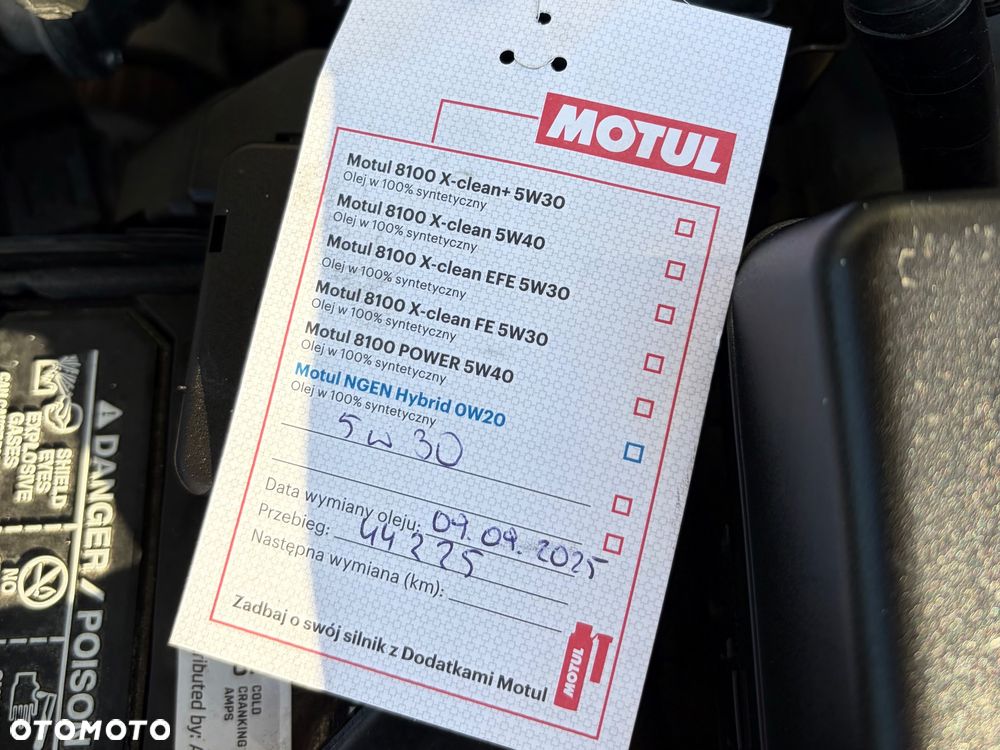 MOTUL
Motul 8100 X-clean+ 5W30
Olej w 100% syntetyczny
Motul 8100 X-clean 5W40
Olej w 100% syntetyczny
Motul 8100 X-clean EFE 5W30
Olej w 100% syntetyczny
Motul 8100 X-clean FE 5W30
Olej w 100% syntetyczny
Motul 8100 POWER 5W40
Olej w 100% syntetyczny
Motul NGEN Hybrid 0W20
Olej w 100% syntetyczny
5w 30
Data wymiany oleju: 09.09.2025
Przebieg: 44225
Następna wymiana (km):
Zadbaj o swój silnik z Dodatkami Motul
MOTUL
DANGER / POISON
SHIELD
EYES
EXPLOSIVE
GASES
NO
COLD
CRANKING
AMPS
OTOMOTO